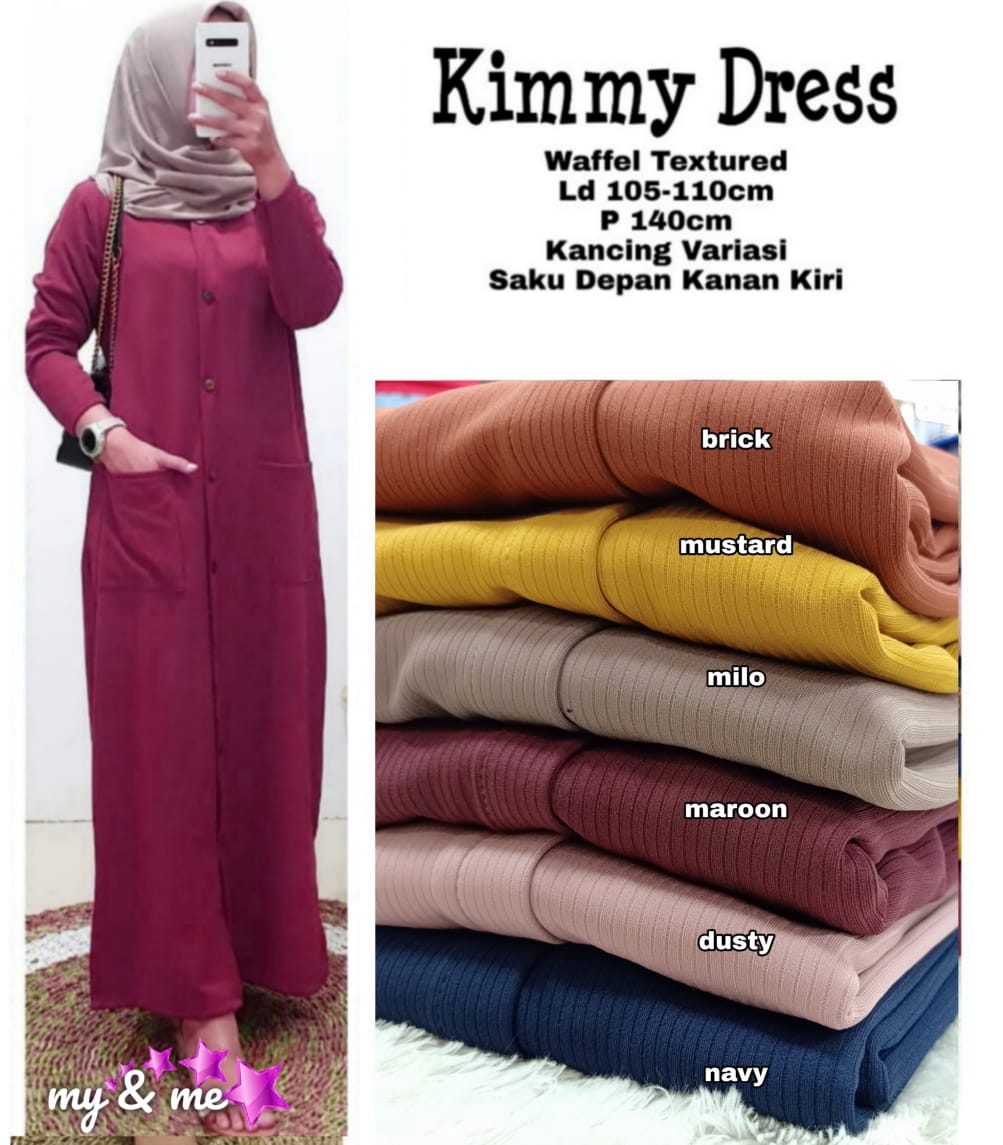 Kimmy Dress
Waffel Textured
Ld 105-110cm
P 140cm
Kancing Variasi
Saku Depan Kanan Kiri
brick
mustard
milo
maroon
dusty
navy
my & me